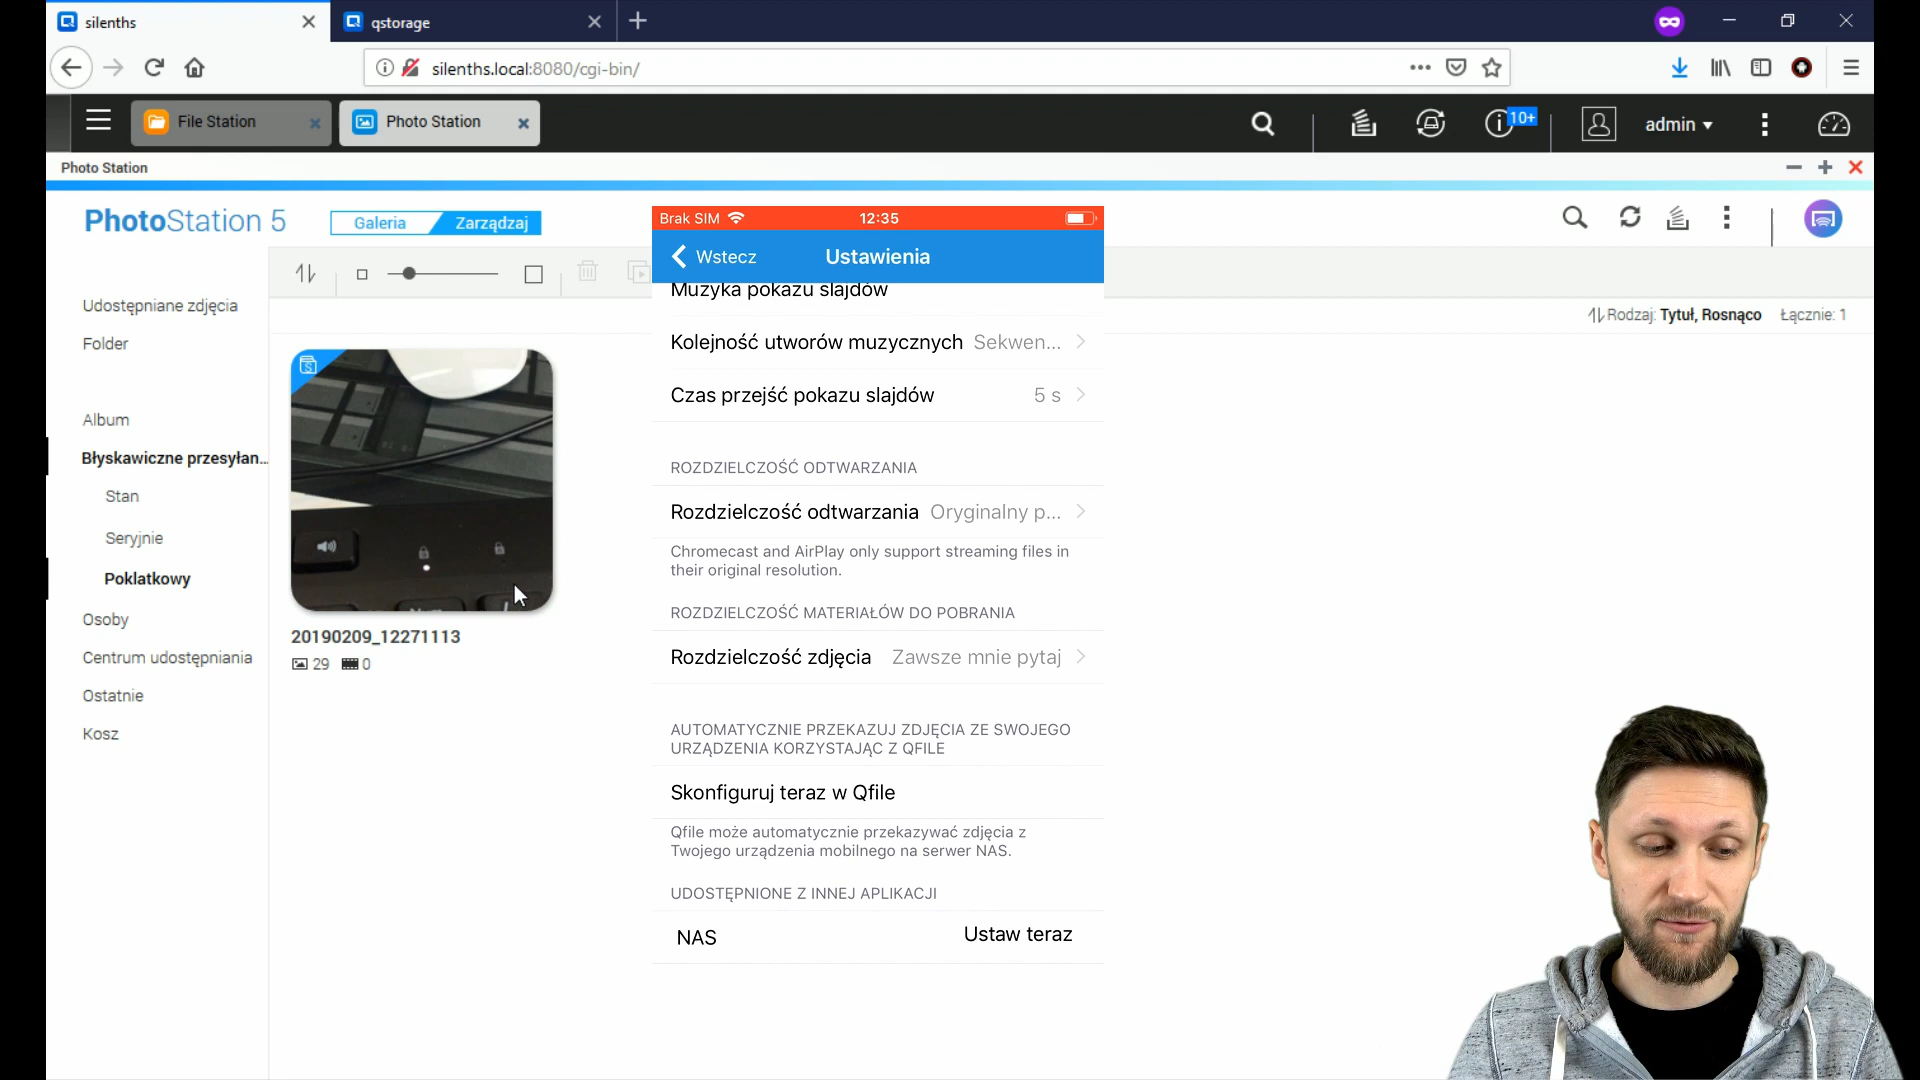 silenths
qstorage
silenths.local:8080/cgi-bin/
File Station
Photo Station
10+
admin
Photo Station
PhotoStation 5
Galeria
Zarządzaj
Rodzaj: Tytuł, Rosnąco
Łącznie: 1
Udostępniane zdjęcia
Folder
Album
Błyskawiczne przesyłan...
Stan
Seryjnie
Poklatkowy
Osoby
Centrum udostępniania
Ostatnie
Kosz
20190209_12271113
29
0
Brak SIM
12:35
Wstecz
Ustawienia
Muzyka pokazu slajdów
Kolejność utworów muzycznych Sekwen...
Czas przejść pokazu slajdów 5 s
ROZDZIELCZOŚĆ ODTWARZANIA
Rozdzielczość odtwarzania Oryginalny p...
Chromecast and AirPlay only support streaming files in
their original resolution.
ROZDZIELCZOŚĆ MATERIAŁÓW DO POBRANIA
Rozdzielczość zdjęcia Zawsze mnie pytaj
AUTOMATYCZNIE PRZEKAZUJ ZDJĘCIA ZE SWOJEGO
URZĄDZENIA KORZYSTAJĄC Z QFILE
Skonfiguruj teraz w Qfile
Qfile może automatycznie przekazywać zdjęcia z
Twojego urządzenia mobilnego na serwer NAS.
UDOSTĘPNIONE Z INNEJ APLIKACJI
NAS Ustaw teraz